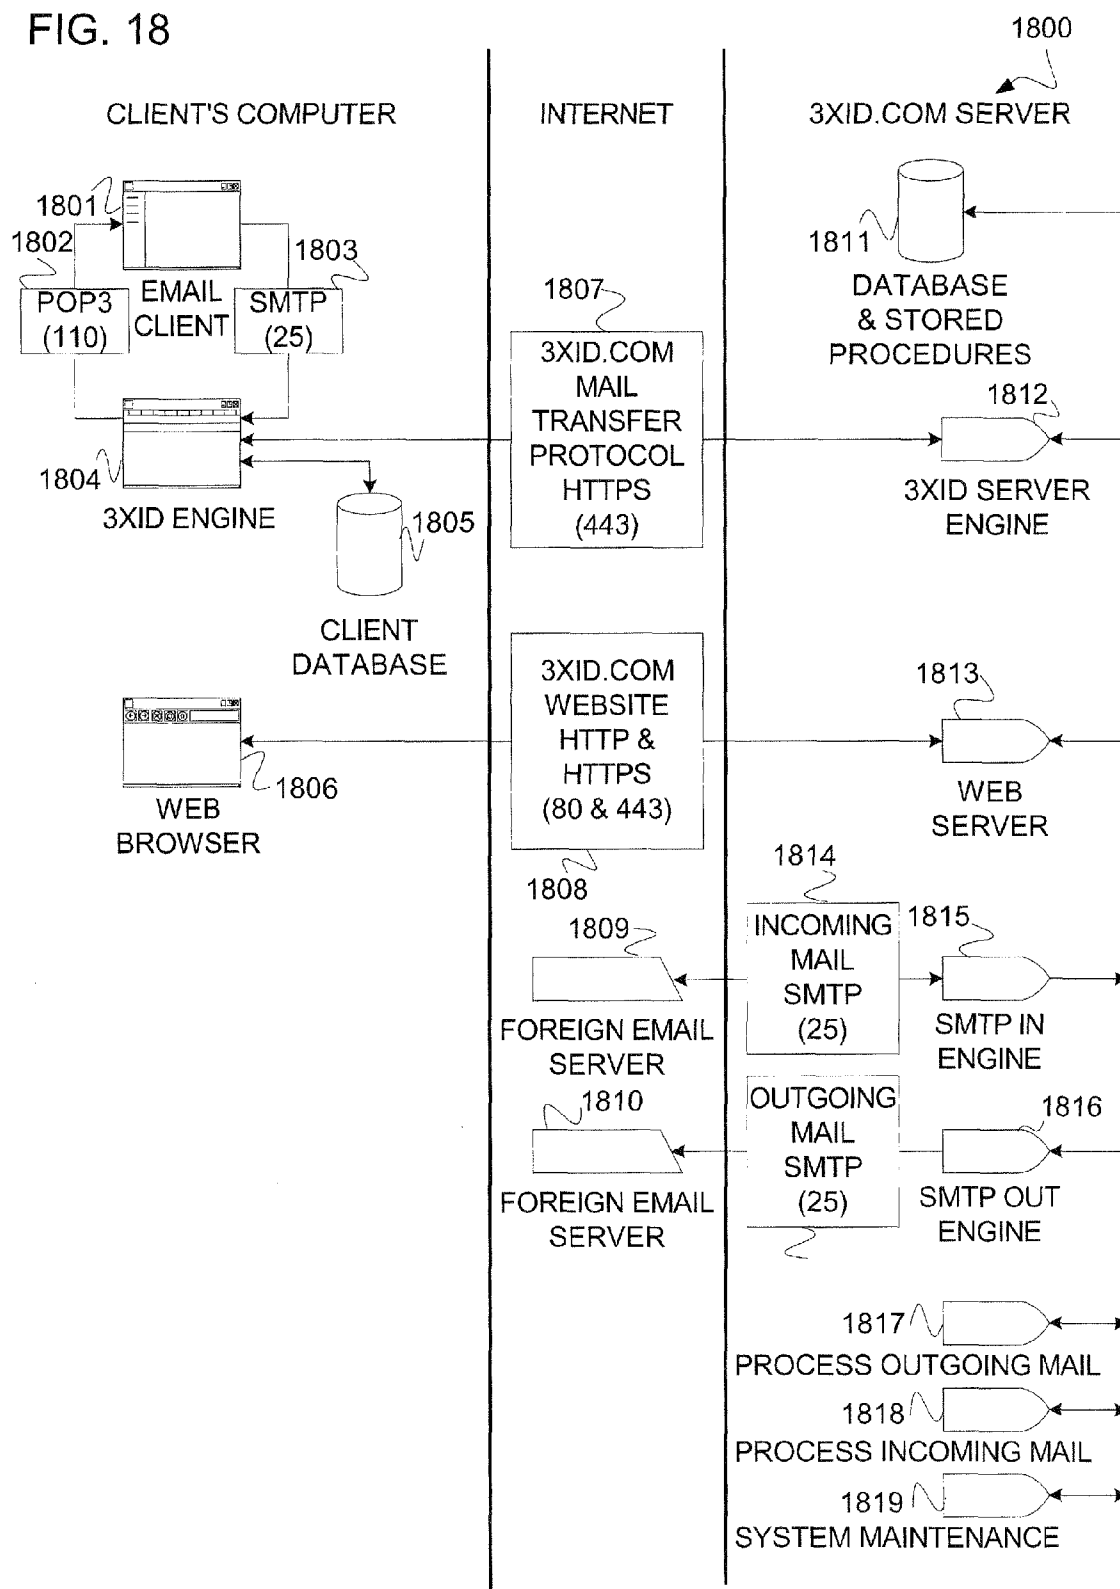 FIG. 18
1800
CLIENT'S COMPUTER
INTERNET
3XID.COM SERVER
1801
1802
1803
POP3
(110)
EMAIL
CLIENT
SMTP
(25)
1804
3XID ENGINE
1805
CLIENT
DATABASE
1806
WEB
BROWSER
1807
3XID.COM
MAIL
TRANSFER
PROTOCOL
HTTPS
(443)
3XID.COM
WEBSITE
HTTP &
HTTPS
(80 & 443)
1808
1809
FOREIGN EMAIL
SERVER
1810
FOREIGN EMAIL
SERVER
1811
DATABASE
& STORED
PROCEDURES
1812
3XID SERVER
ENGINE
1813
WEB
SERVER
1814
INCOMING
MAIL
SMTP
(25)
1815
SMTP IN
ENGINE
OUTGOING
MAIL
SMTP
(25)
1816
SMTP OUT
ENGINE
1817
PROCESS OUTGOING MAIL
1818
PROCESS INCOMING MAIL
1819
SYSTEM MAINTENANCE